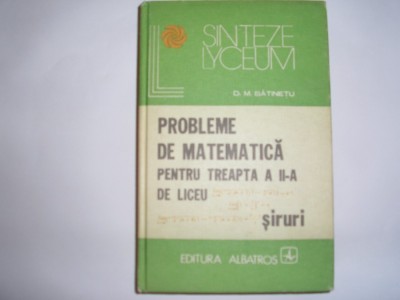 SINTEZE
LYCEUM
D. M. BĂTINEȚU
PROBLEME
DE MATEMATICĂ
PENTRU TREAPTA A II-A
DE LICEU
șiruri
EDITURA ALBATROS